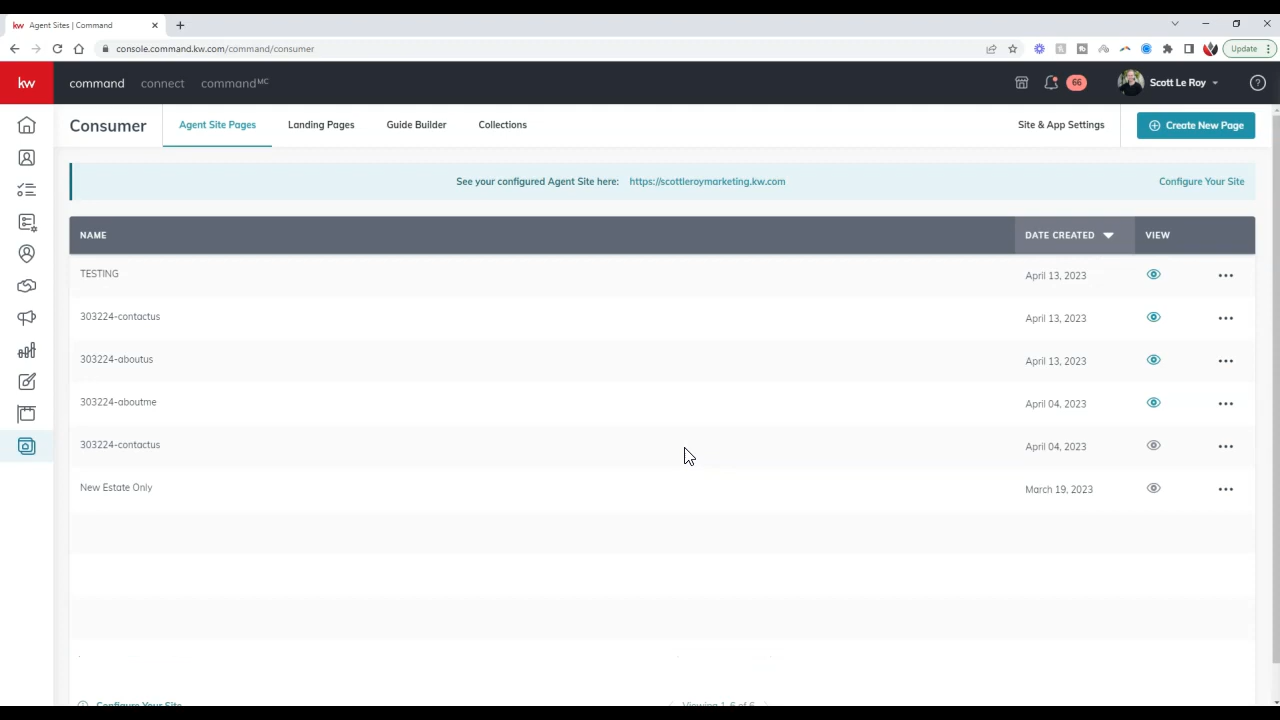 kw Agent Sites | Command
console.command.kw.com/command/consumer
Update
kw command connect commandMC 66 Scott Le Roy
Consumer Agent Site Pages Landing Pages Guide Builder Collections Site & App Settings Create New Page
See your configured Agent Site here: https://scottleroymarketing.kw.com Configure Your Site
NAME DATE CREATED VIEW
TESTING April 13, 2023
303224-contactus April 13, 2023
303224-aboutus April 13, 2023
303224-aboutme April 04, 2023
303224-contactus April 04, 2023
New Estate Only March 19, 2023
Configure Your Site Viewing 1-6 of 6